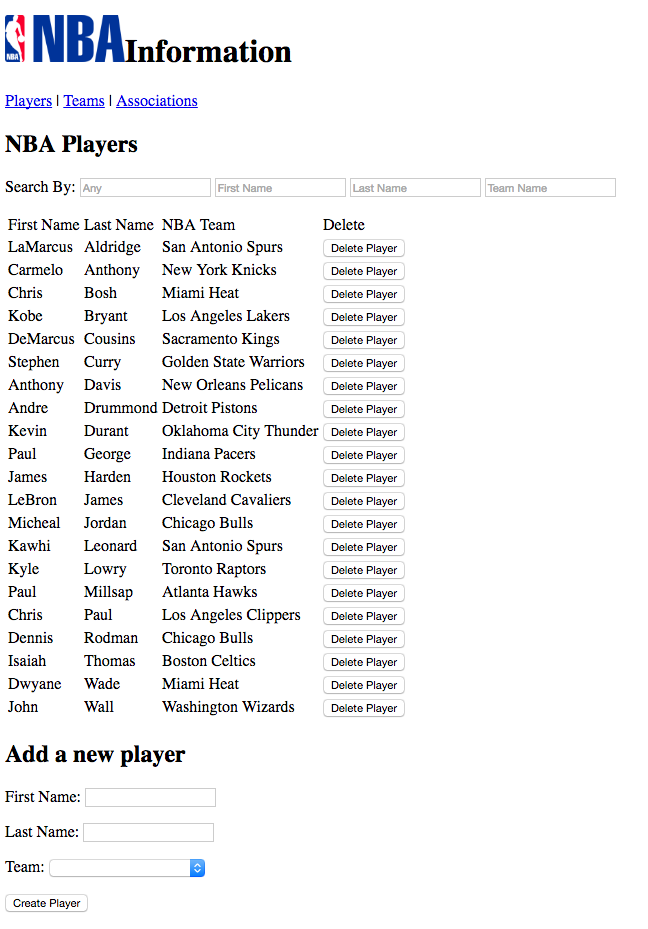 NBA NBA Information
Players | Teams | Associations
NBA Players
Search By: Any First Name Last Name Team Name
First Name Last Name NBA Team Delete
LaMarcus Aldridge San Antonio Spurs Delete Player
Carmelo Anthony New York Knicks Delete Player
Chris Bosh Miami Heat Delete Player
Kobe Bryant Los Angeles Lakers Delete Player
DeMarcus Cousins Sacramento Kings Delete Player
Stephen Curry Golden State Warriors Delete Player
Anthony Davis New Orleans Pelicans Delete Player
Andre Drummond Detroit Pistons Delete Player
Kevin Durant Oklahoma City Thunder Delete Player
Paul George Indiana Pacers Delete Player
James Harden Houston Rockets Delete Player
LeBron James Cleveland Cavaliers Delete Player
Micheal Jordan Chicago Bulls Delete Player
Kawhi Leonard San Antonio Spurs Delete Player
Kyle Lowry Toronto Raptors Delete Player
Paul Millsap Atlanta Hawks Delete Player
Chris Paul Los Angeles Clippers Delete Player
Dennis Rodman Chicago Bulls Delete Player
Isaiah Thomas Boston Celtics Delete Player
Dwyane Wade Miami Heat Delete Player
John Wall Washington Wizards Delete Player
Add a new player
First Name:
Last Name:
Team:
Create Player